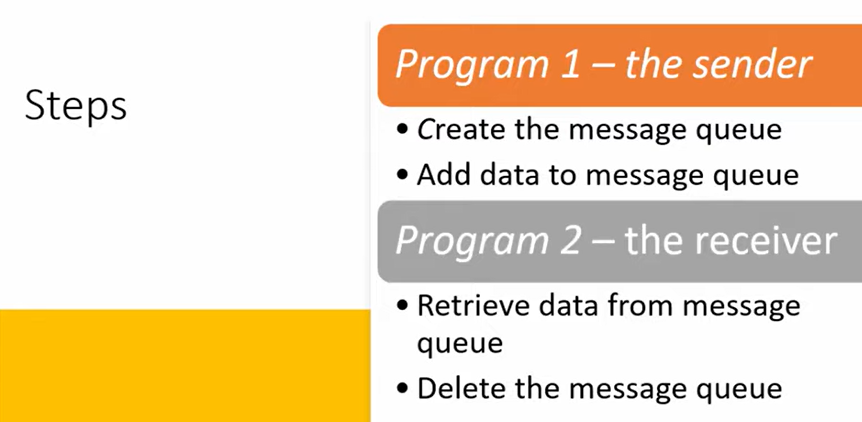 Steps
Program 1 – the sender
• Create the message queue
• Add data to message queue
Program 2 – the receiver
• Retrieve data from message
queue
• Delete the message queue